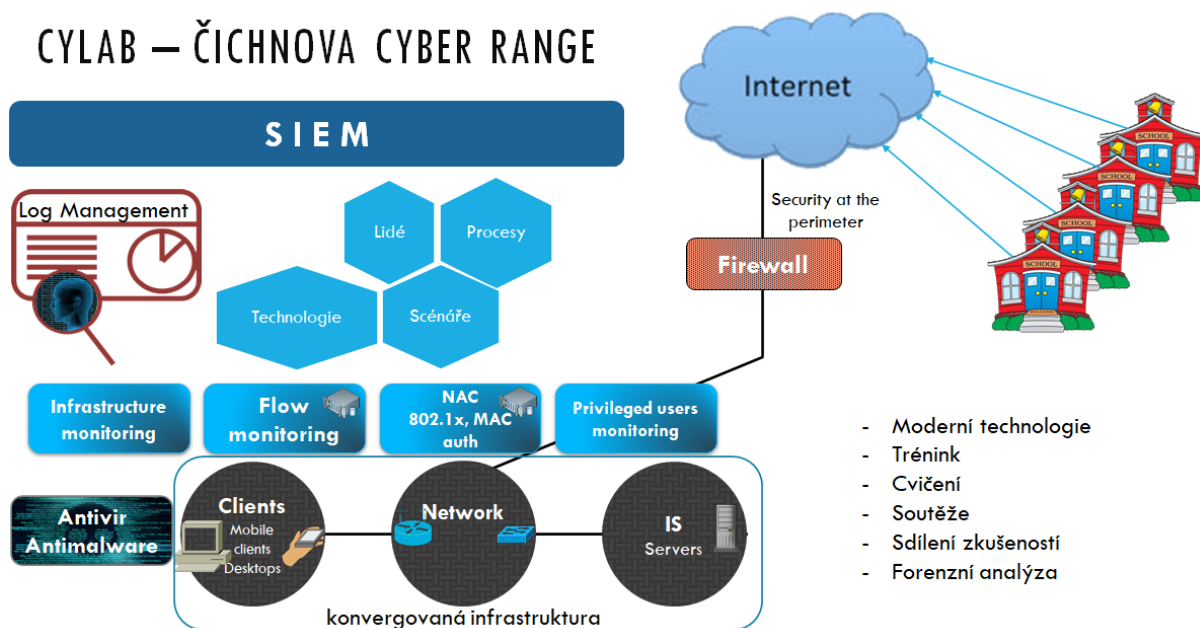 CYLAB – ČICHNOVA CYBER RANGE
SIEM
Log Management
Lidé
Procesy
Technologie
Scénáře
Internet
Security at the
perimeter
Firewall
SCHOOL
SCHOOL
SCHOOL
SCHOOL
Infrastructure
monitoring
Flow
monitoring
NAC
802.1x, MAC
auth
Privileged users
monitoring
Antivir
Antimalware
Clients
Mobile
clients
Desktops
Network
IS
Servers
konvergovaná infrastruktura
- Moderní technologie
- Trénink
- Cvičení
- Soutěže
- Sdílení zkušeností
- Forenzní analýza